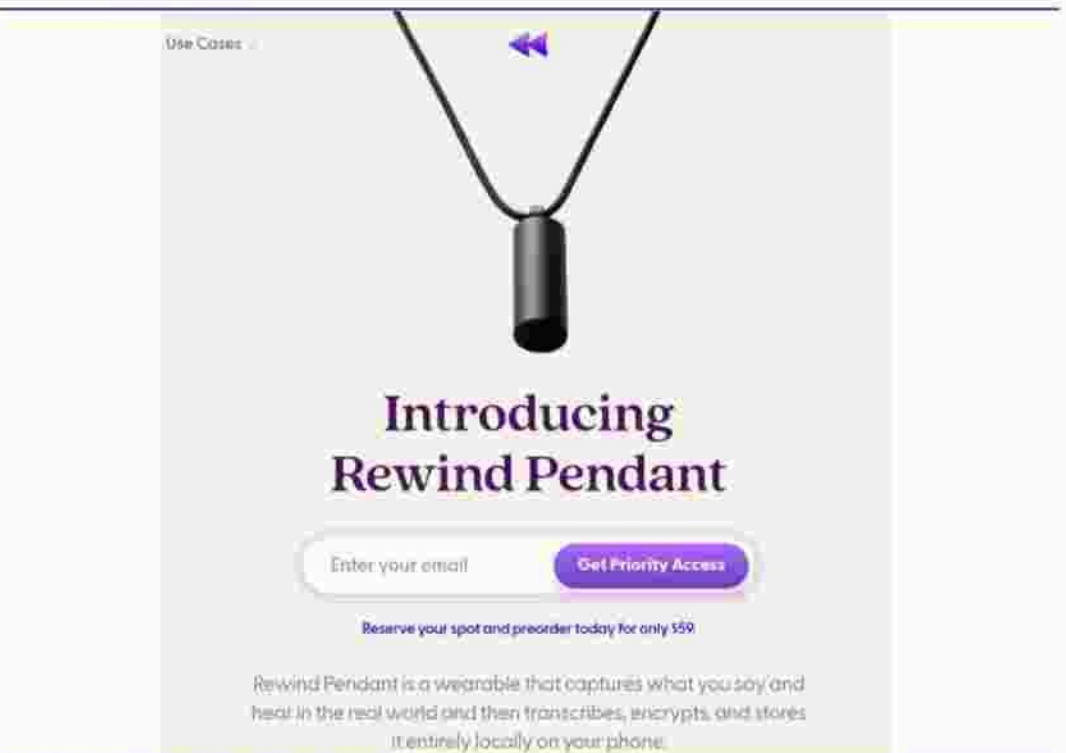 Use Cases
Introducing
Rewind Pendant
Enter your email
Get Priority Access
Reserve your spot and preorder today for only $59.
Rewind Pendant is a wearable that captures what you say and
hear in the real world and then transcribes, encrypts, and stores
it entirely locally on your phone.